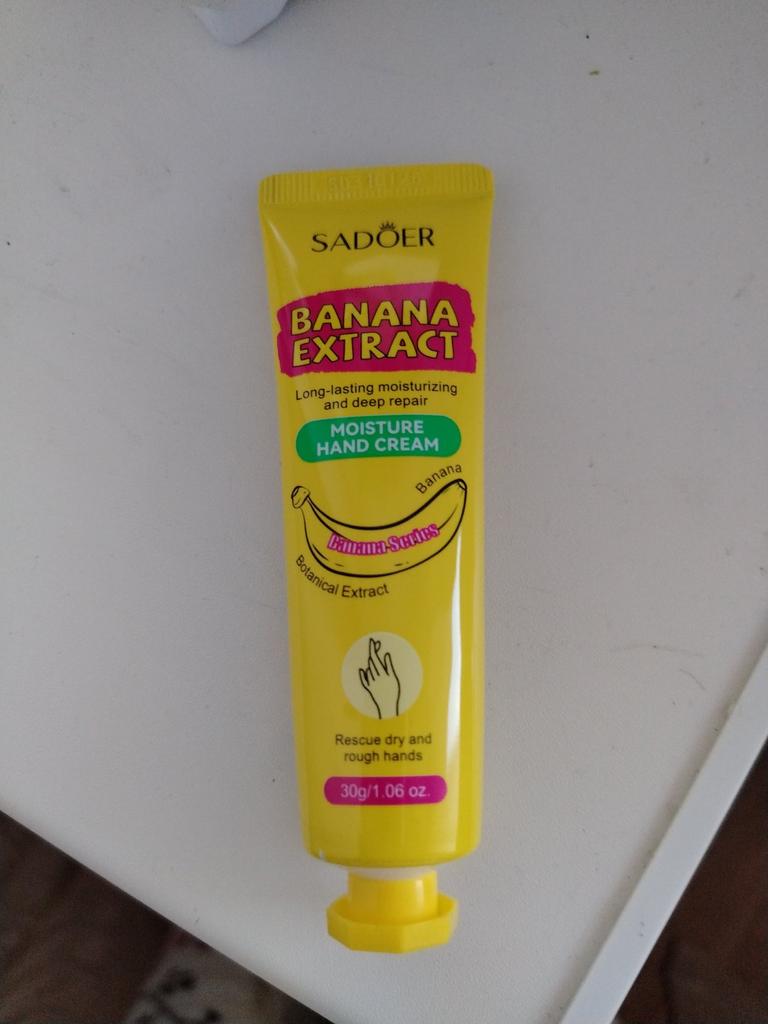 SADOER
BANANA
EXTRACT
Long-lasting moisturizing
and deep repair
MOISTURE
HAND CREAM
Banana
Banana Series
Botanical Extract
Rescue dry and
rough hands
30g/1.06 oz.